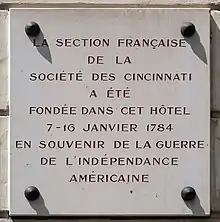 LA SECTION FRANÇAISE
DE LA
SOCIÉTÉ DES CINCINNATI
A ÉTÉ
FONDÉE DANS CET HÔTEL
7-16 JANVIER 1784
EN SOUVENIR DE LA GUERRE
DE L'INDÉPENDANCE
AMÉRICAINE